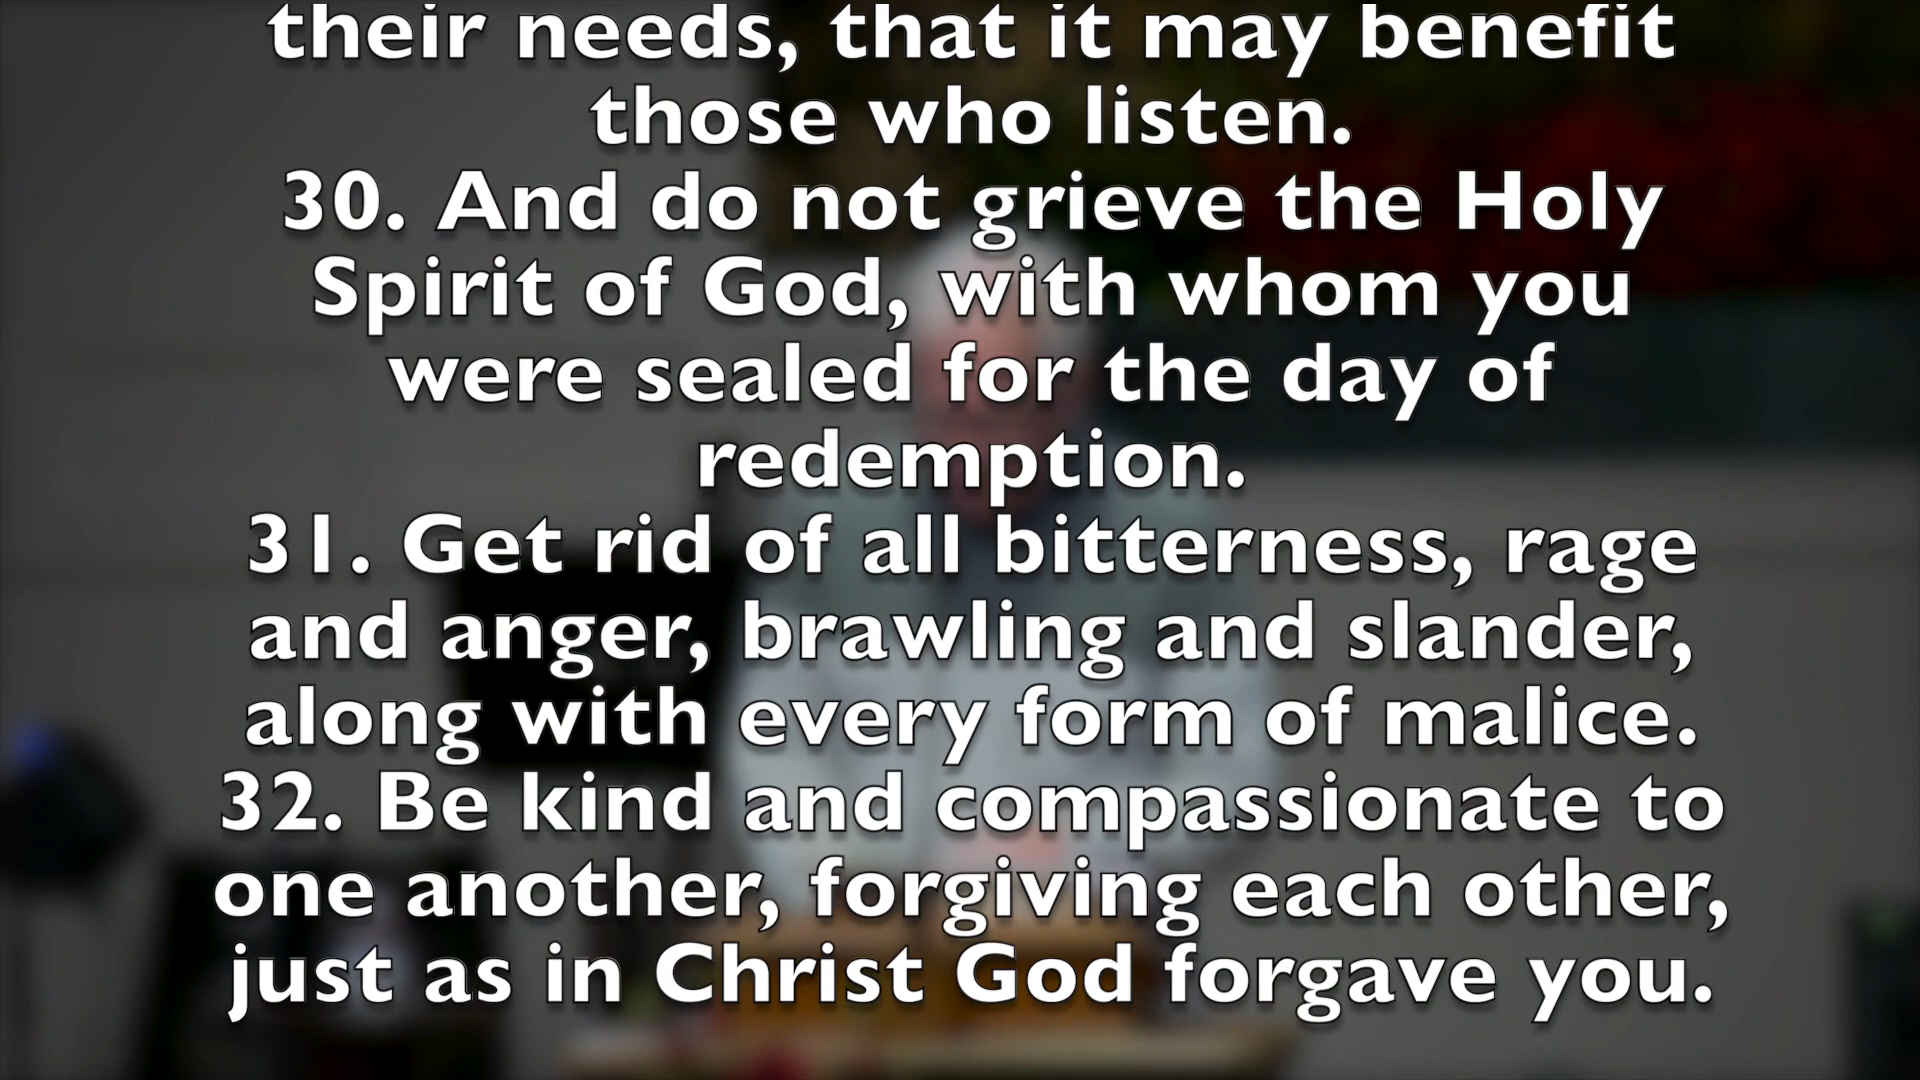 their needs, that it may benefit
those who listen.
30. And do not grieve the Holy
Spirit of God, with whom you
were sealed for the day of
redemption.
31. Get rid of all bitterness, rage
and anger, brawling and slander,
along with every form of malice.
32. Be kind and compassionate to
one another, forgiving each other,
just as in Christ God forgave you.